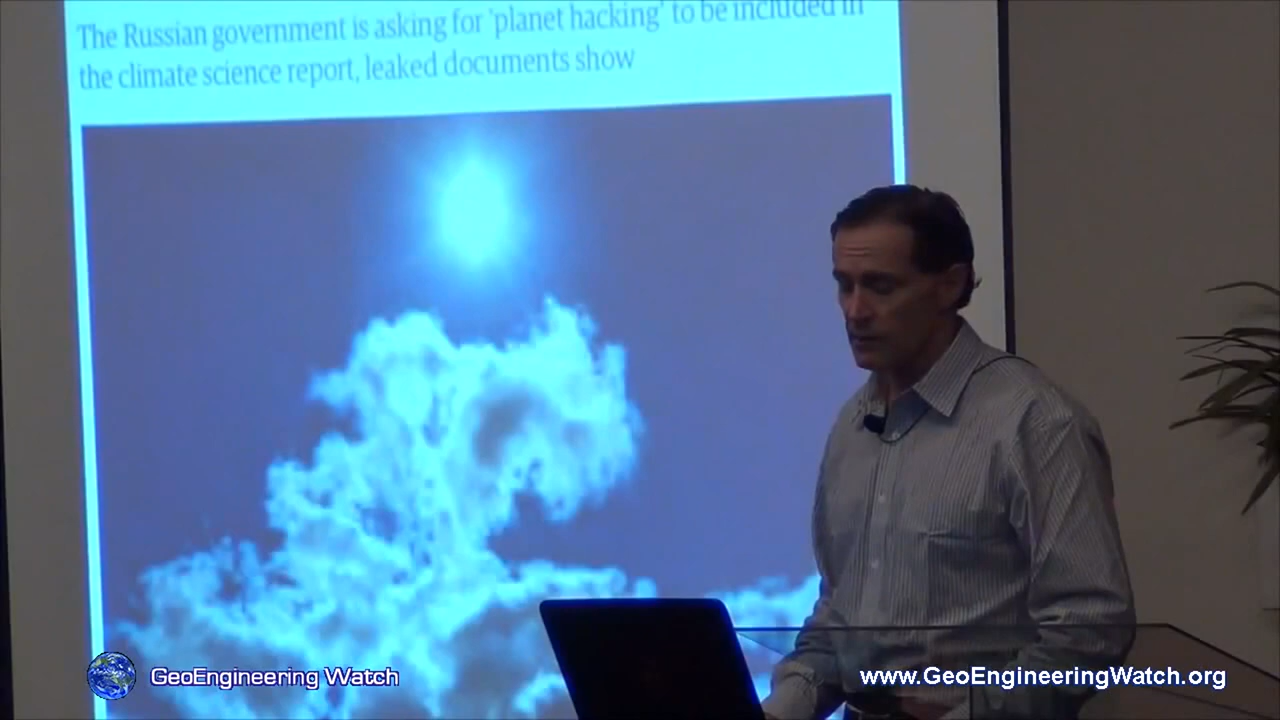 The Russian government is asking for 'planet hacking' to be included in
the climate science report, leaked documents show
GeoEngineering Watch
www.GeoEngineeringWatch.org